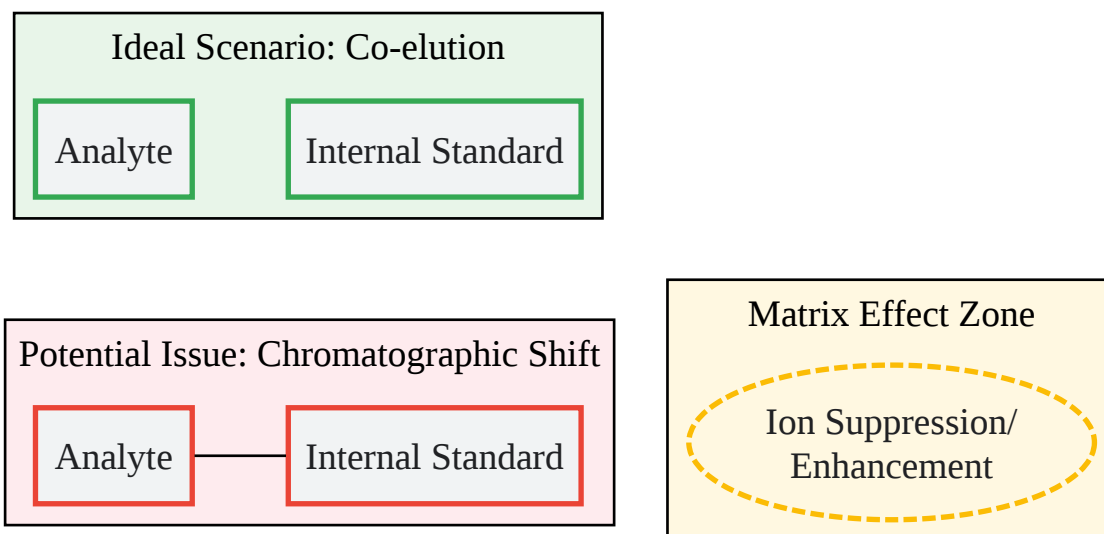 Ideal Scenario: Co-elution
Analyte
Internal Standard
Potential Issue: Chromatographic Shift
Analyte
Internal Standard
Matrix Effect Zone
Ion Suppression/
Enhancement